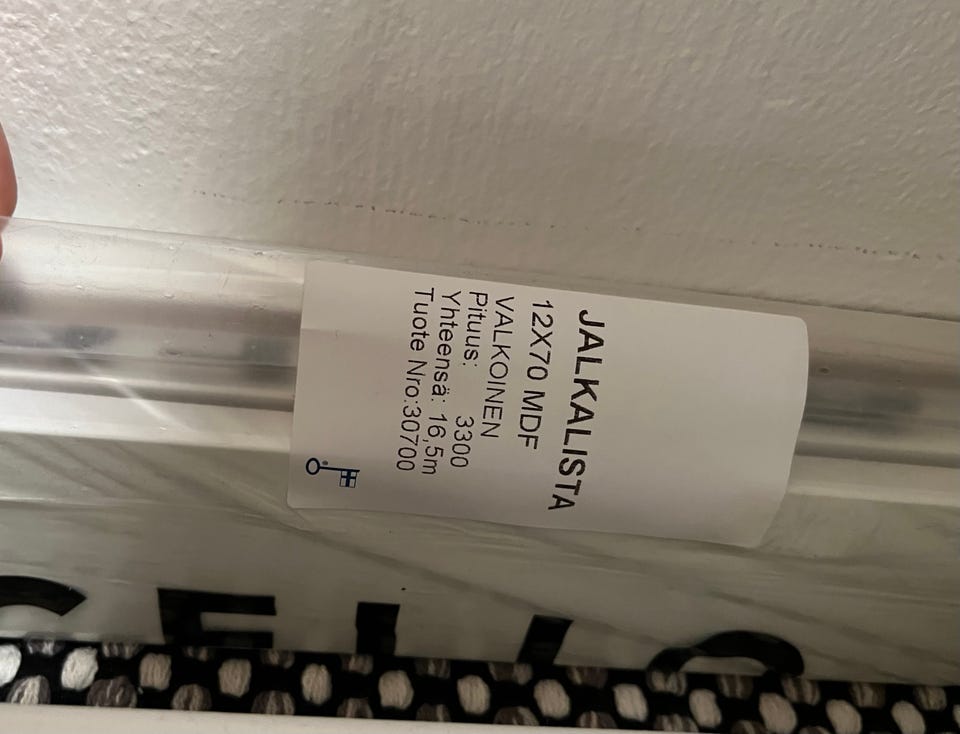 JALKALISTA
12X70 MDF
VALKOINEN
Pituus: 3300
Yhteensä: 16,5m
Tuote Nro:30700